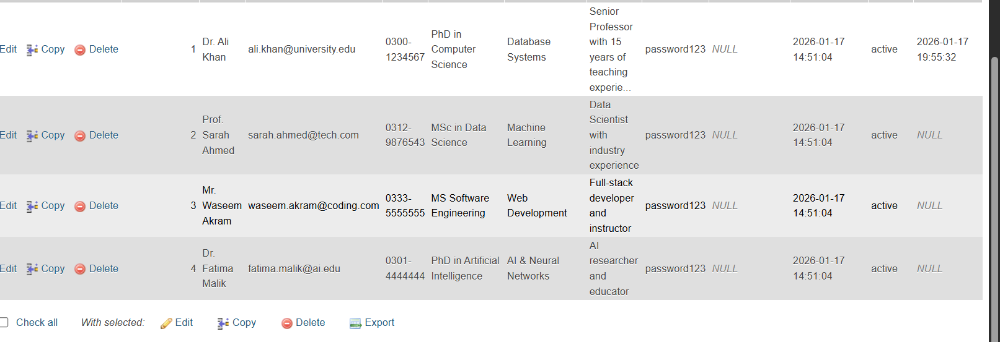 Edit Copy Delete 1 Dr. Ali Khan ali.khan@university.edu 0300-1234567 PhD in Computer Science Database Systems Senior Professor with 15 years of teaching experie... password123 NULL 2026-01-17 14:51:04 active 2026-01-17 19:55:32
Edit Copy Delete 2 Prof. Sarah Ahmed sarah.ahmed@tech.com 0312-9876543 MSc in Data Science Machine Learning Data Scientist with industry experience password123 NULL 2026-01-17 14:51:04 active NULL
Edit Copy Delete 3 Mr. Waseem Akram waseem.akram@coding.com 0333-5555555 MS Software Engineering Web Development Full-stack developer and instructor password123 NULL 2026-01-17 14:51:04 active NULL
Edit Copy Delete 4 Dr. Fatima Malik fatima.malik@ai.edu 0301-4444444 PhD in Artificial Intelligence AI & Neural Networks AI researcher and educator password123 NULL 2026-01-17 14:51:04 active NULL
Check all With selected: Edit Copy Delete Export